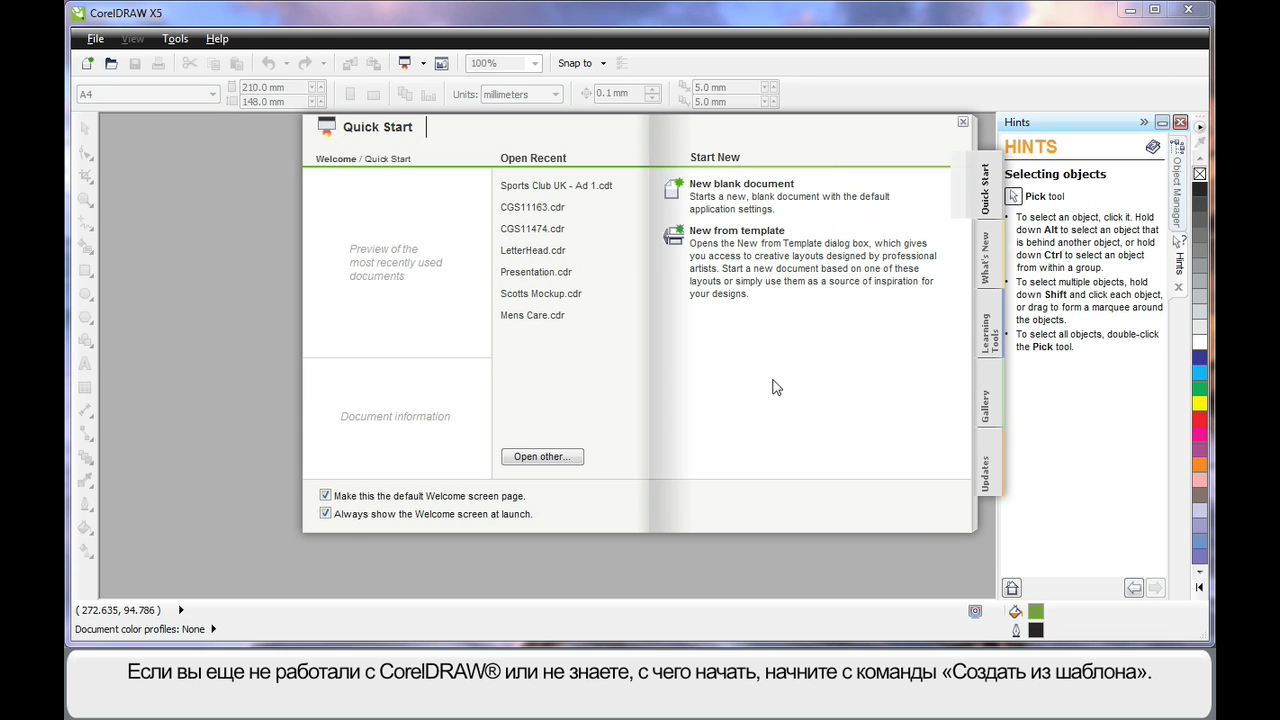 CorelDRAW X5
File View Tools Help
100% Snap to
A4 210.0 mm 148.0 mm Units: millimeters 0.1 mm 5.0 mm 5.0 mm
Quick Start
Welcome / Quick Start
Preview of the
most recently used
documents
Document information
Open Recent
Sports Club UK - Ad 1.cdt
CGS11163.cdr
CGS11474.cdr
LetterHead.cdr
Presentation.cdr
Scotts Mockup.cdr
Mens Care.cdr
Open other...
Start New
New blank document
Starts a new, blank document with the default
application settings.
New from template
Opens the New from Template dialog box, which gives
you access to creative layouts designed by professional
artists. Start a new document based on one of these
layouts or simply use them as a source of inspiration for
your designs.
Make this the default Welcome screen page.
Always show the Welcome screen at launch.
Quick Start
What's New
Learning
Tools
Gallery
Updates
Hints
HINTS
Selecting objects
Pick tool
• To select an object, click it. Hold
down Alt to select an object that
is behind another object, or hold
down Ctrl to select an object
from within a group.
• To select multiple objects, hold
down Shift and click each object,
or drag to form a marquee around
the objects.
• To select all objects, double-click
the Pick tool.
Object Manager
Hints
( 272.635, 94.786 )
Document color profiles: None
Если вы еще не работали с CorelDRAW® или не знаете, с чего начать, начните с команды «Создать из шаблона».